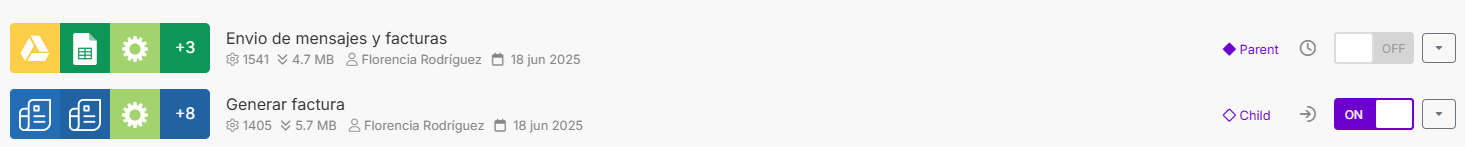 +3
Envio de mensajes y facturas
1541 4.7 MB Florencia Rodríguez 18 jun 2025
Parent
OFF
+8
Generar factura
1405 5.7 MB Florencia Rodríguez 18 jun 2025
Child
ON